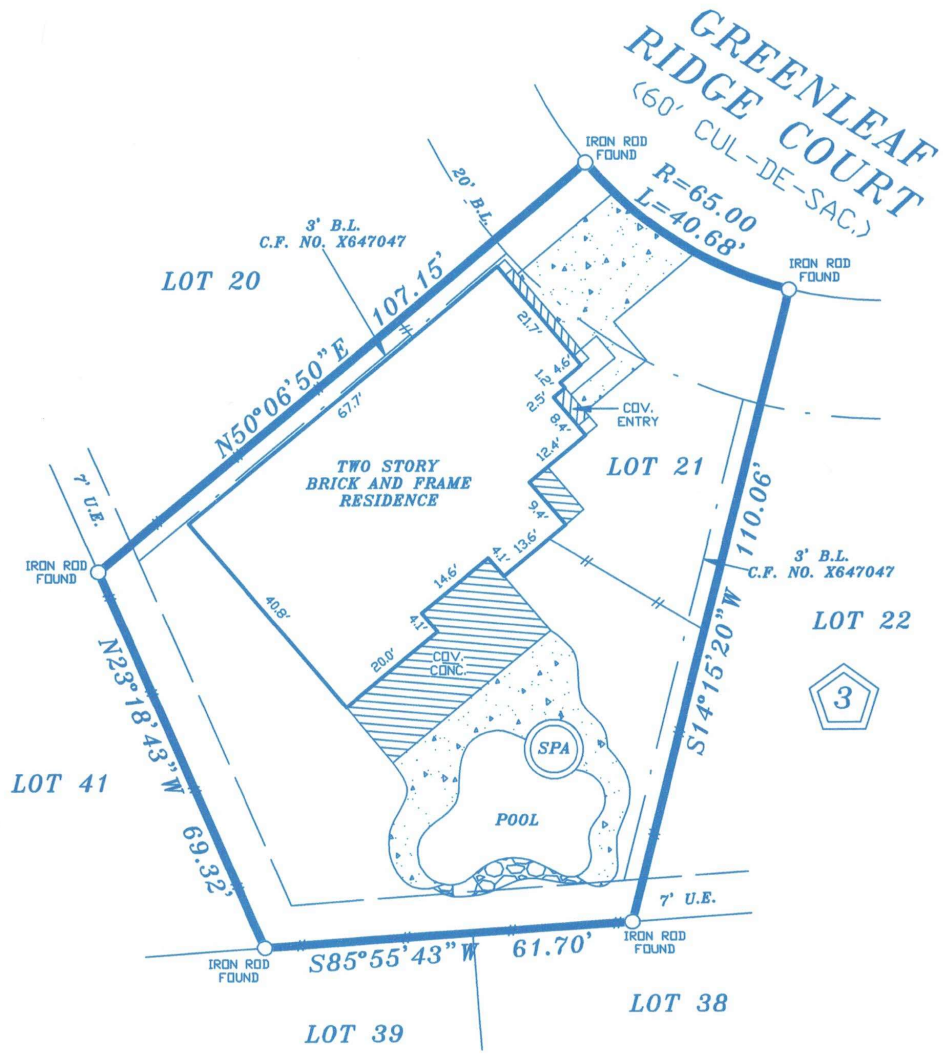 GREENLEAF
RIDGE COURT
(60' CUL-DE-SAC.)
IRON ROD
FOUND
R=65.00
L=40.68'
20' B.L.
3' B.L.
C.F. NO. X647047
IRON ROD
FOUND
LOT 20
107.15'
N50°06'50"E
21.7'
4.6'
1.2'
2.5'
8.4'
COV.
ENTRY
67.7'
12.4'
TWO STORY
BRICK AND FRAME
RESIDENCE
LOT 21
110.06'
7' U.E.
9.4'
13.6'
4.1'
3' B.L.
C.F. NO. X647047
IRON ROD
FOUND
14.6'
40.8'
4.1'
LOT 22
20.0'
COV.
CONC.
S14°15'20"W
N23°18'43"W
3
SPA
LOT 41
POOL
69.32'
7' U.E.
IRON ROD
FOUND
S85°55'43"W
61.70'
IRON ROD
FOUND
LOT 38
LOT 39